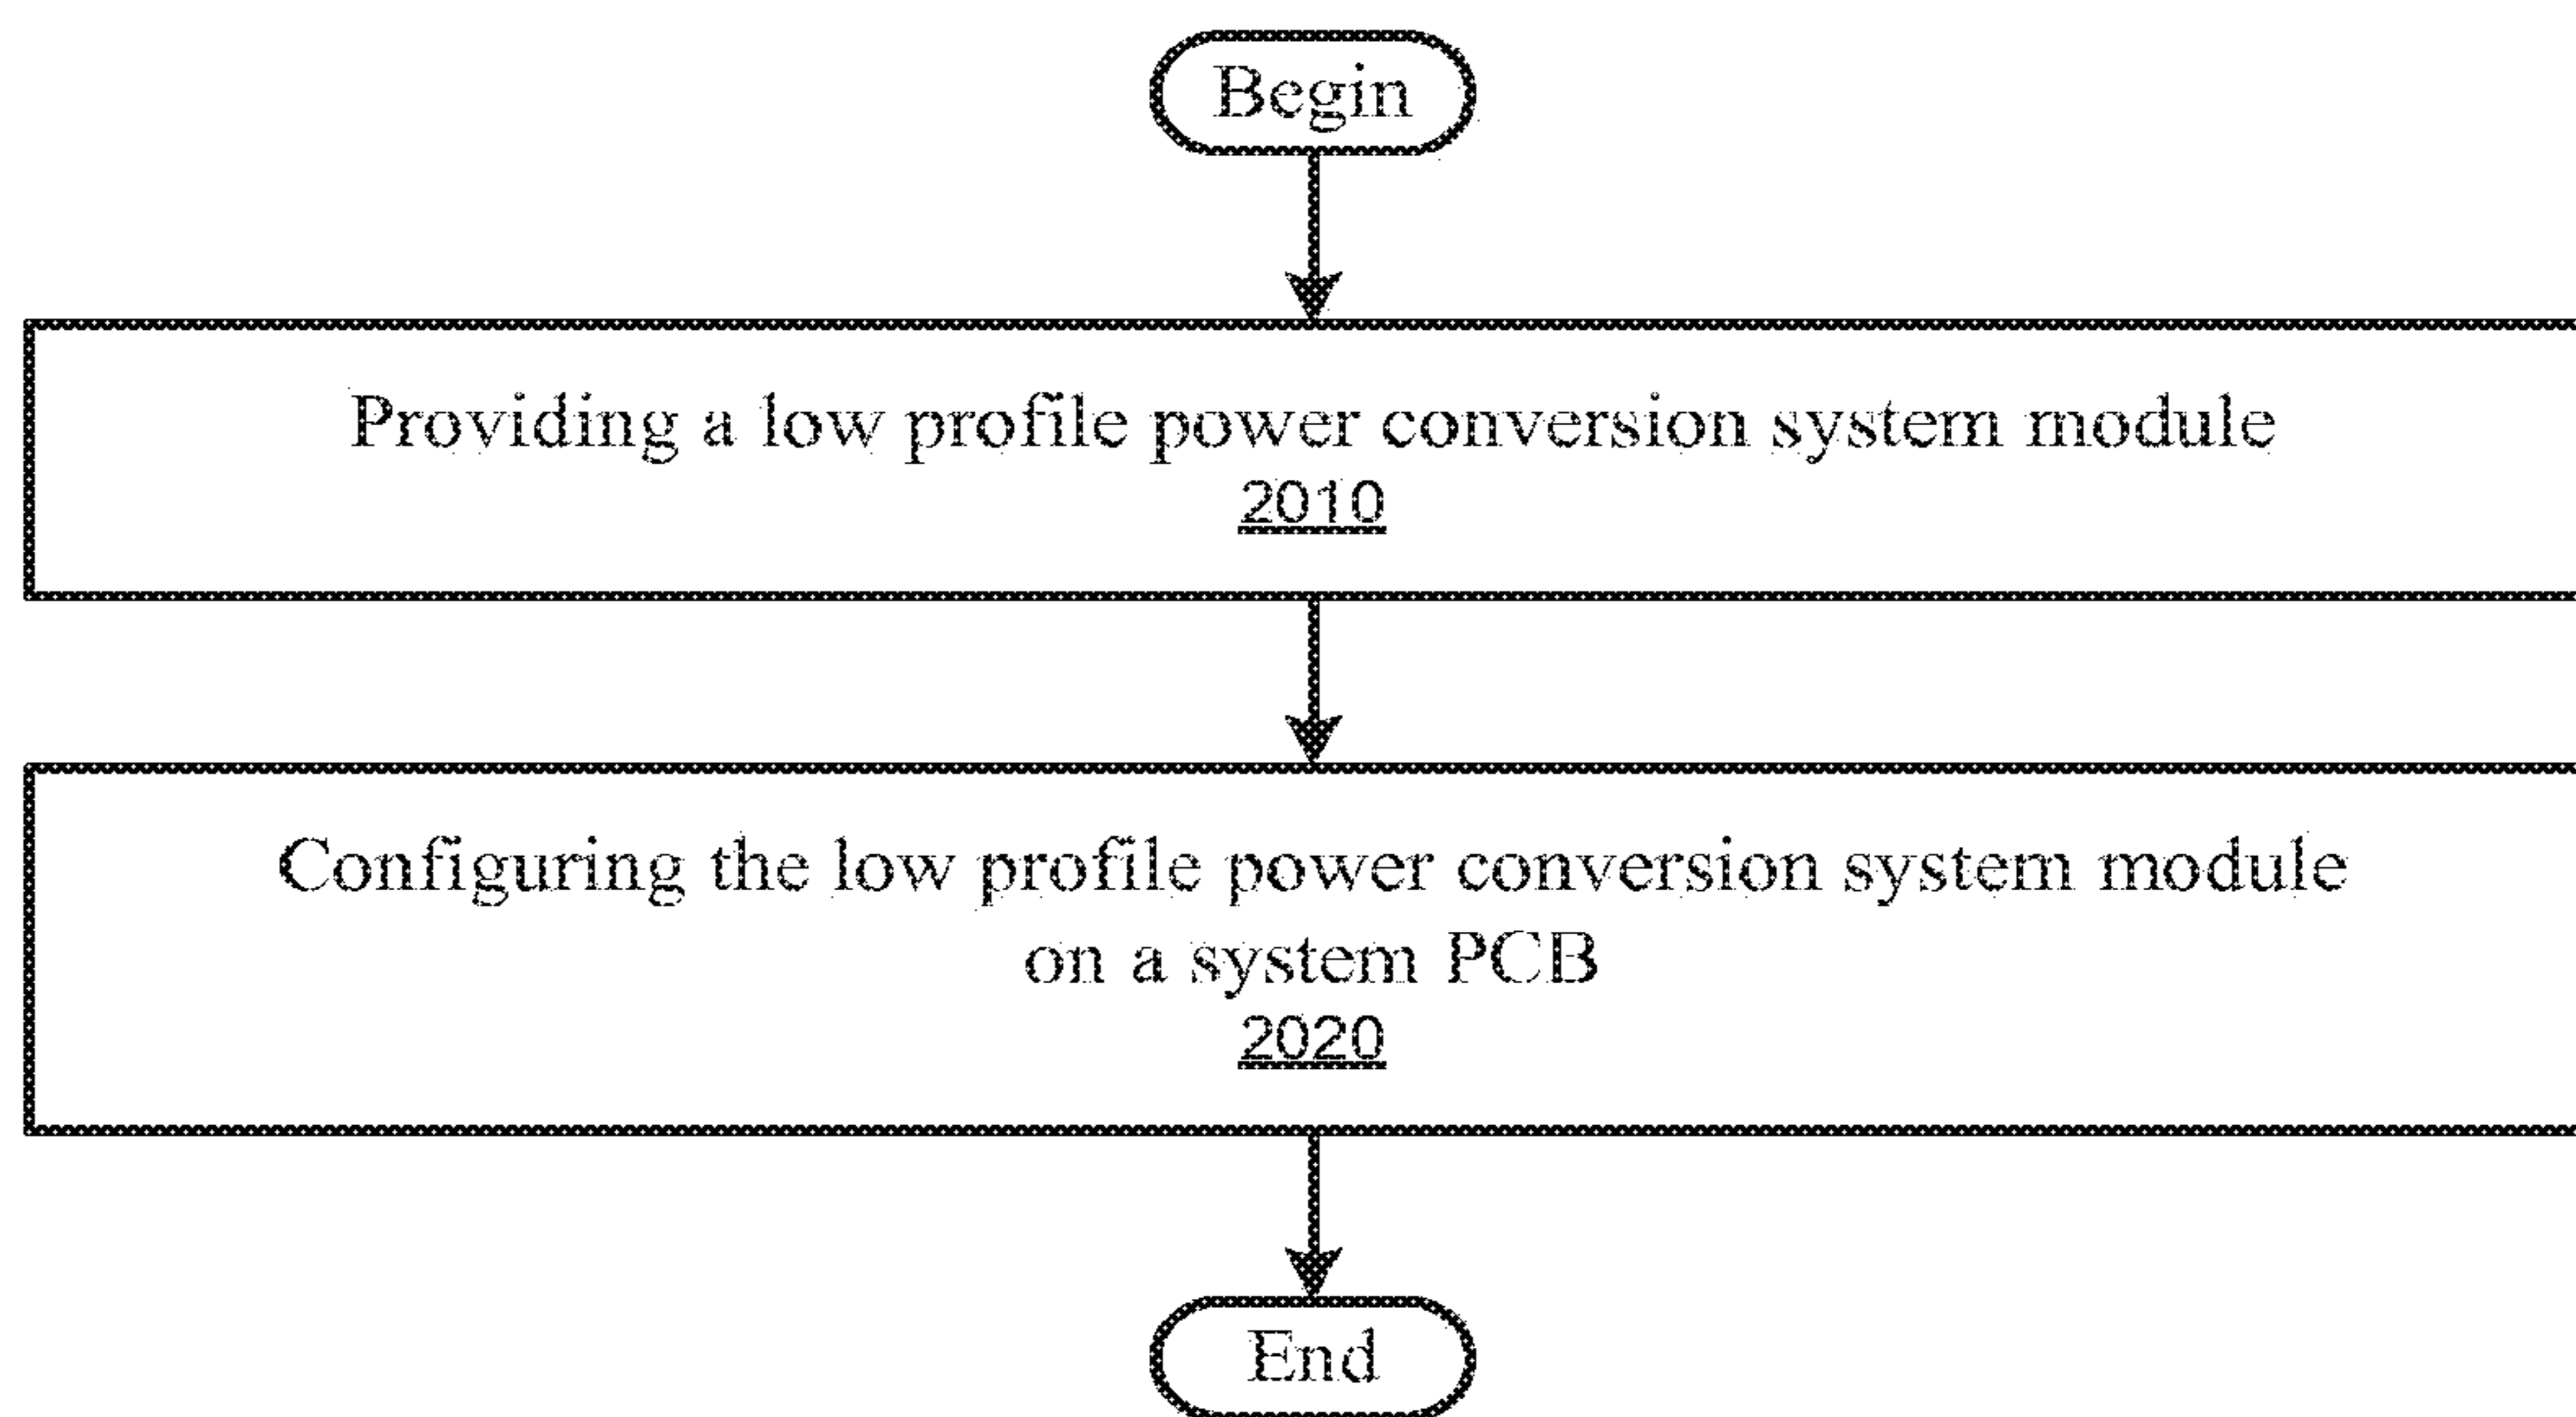 Begin
Providing a low profile power conversion system module
2010
Configuring the low profile power conversion system module
on a system PCB
2020
End